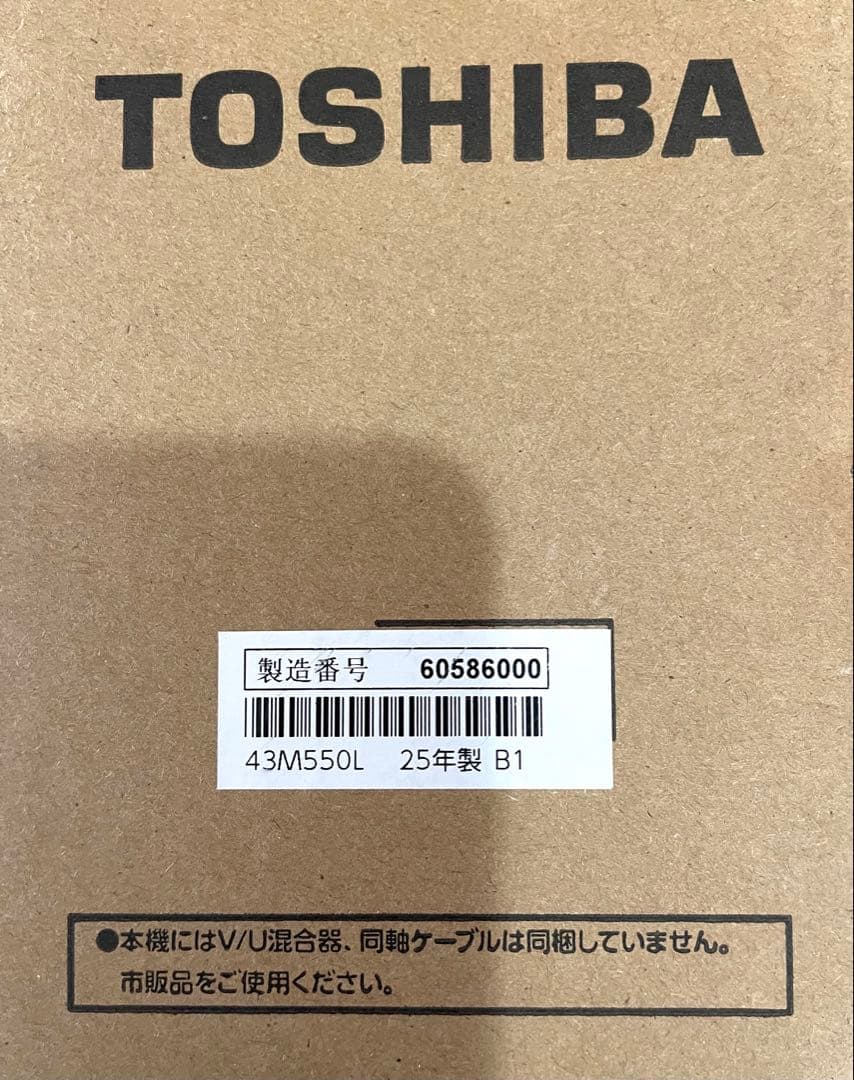 TOSHIBA
製造番号 60586000
43M550L 25年製 B1
●本機にはV/U混合器、同軸ケーブルは同梱していません。
市販品をご使用ください。